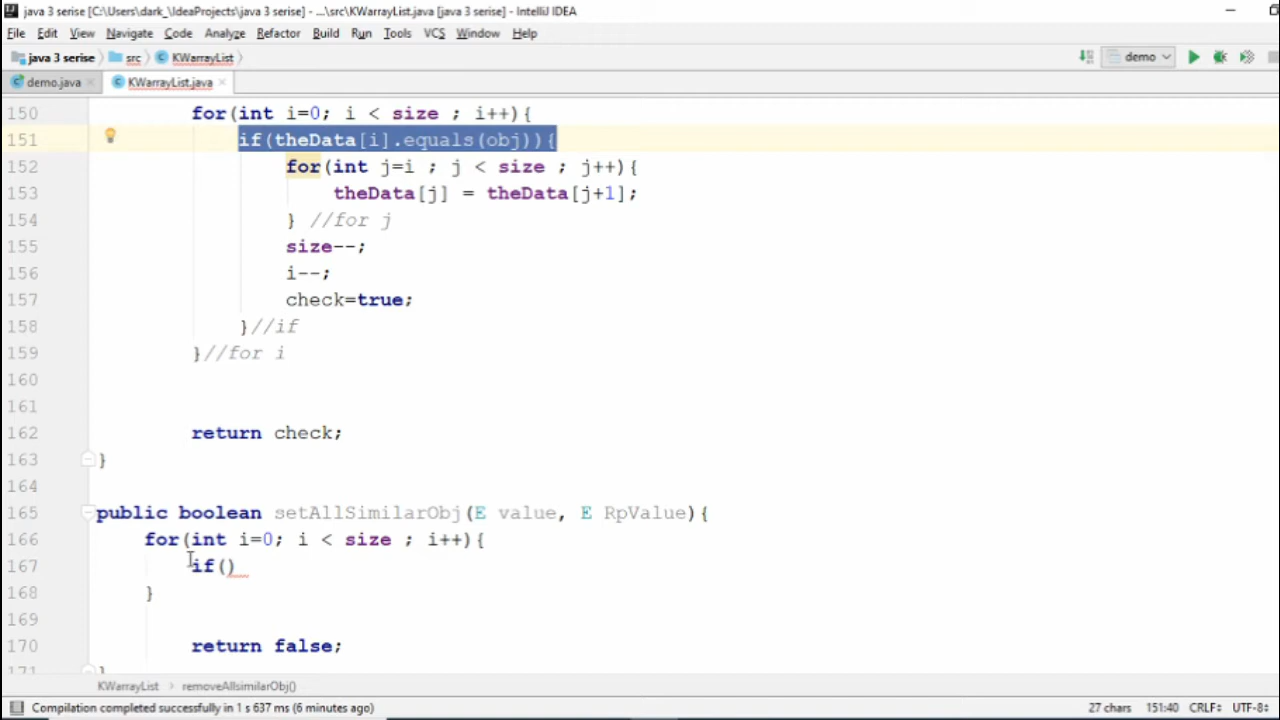 java 3 serise [C:\Users\dark_\IdeaProjects\java 3 serise] - ...\src\KWarrayList.java [java 3 serise] - IntelliJ IDEA
File Edit View Navigate Code Analyze Refactor Build Run Tools VCS Window Help
java 3 serise src KWarrayList demo
demo.java KWarrayList.java
150 for(int i=0; i < size ; i++){
151 if(theData[i].equals(obj)){
152 for(int j=i ; j < size ; j++){
153 theData[j] = theData[j+1];
154 } //for j
155 size--;
156 i--;
157 check=true;
158 }//if
159 }//for i
160
161
162 return check;
163 }
164
165 public boolean setAllSimilarObj(E value, E RpValue){
166 for(int i=0; i < size ; i++){
167 if()
168 }
169
170 return false;
171 }
KWarrayList removeAllsimilarObj()
Compilation completed successfully in 1 s 637 ms (6 minutes ago) 27 chars 151:40 CRLF UTF-8